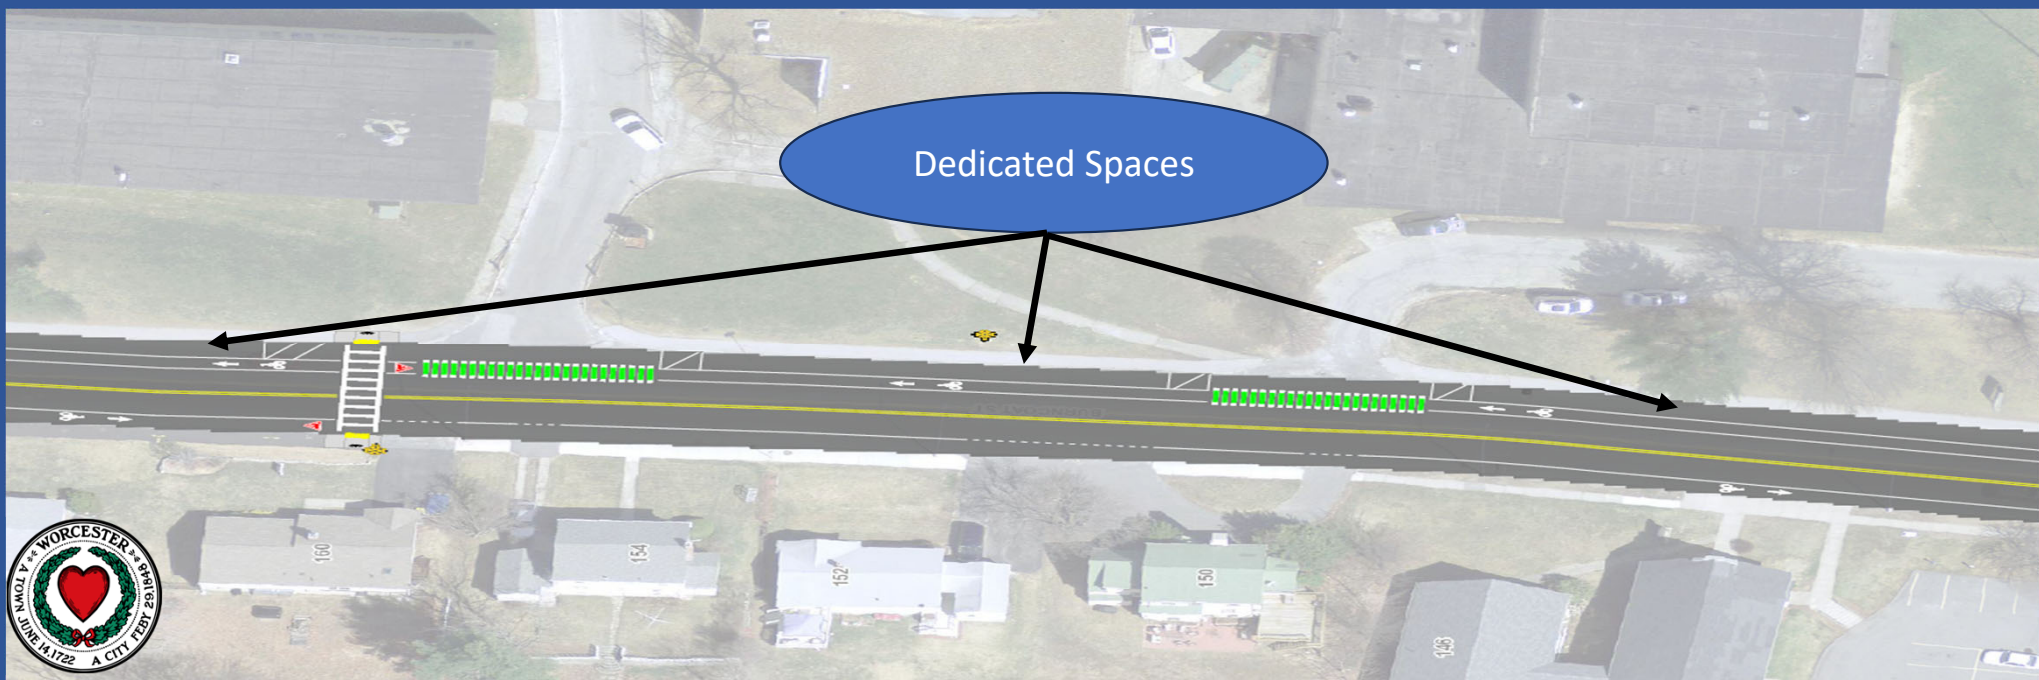 Dedicated Spaces
160
154
152
150
146
WORCESTER
A TOWN JUNE 14.1722
A CITY FEBY 29.1848